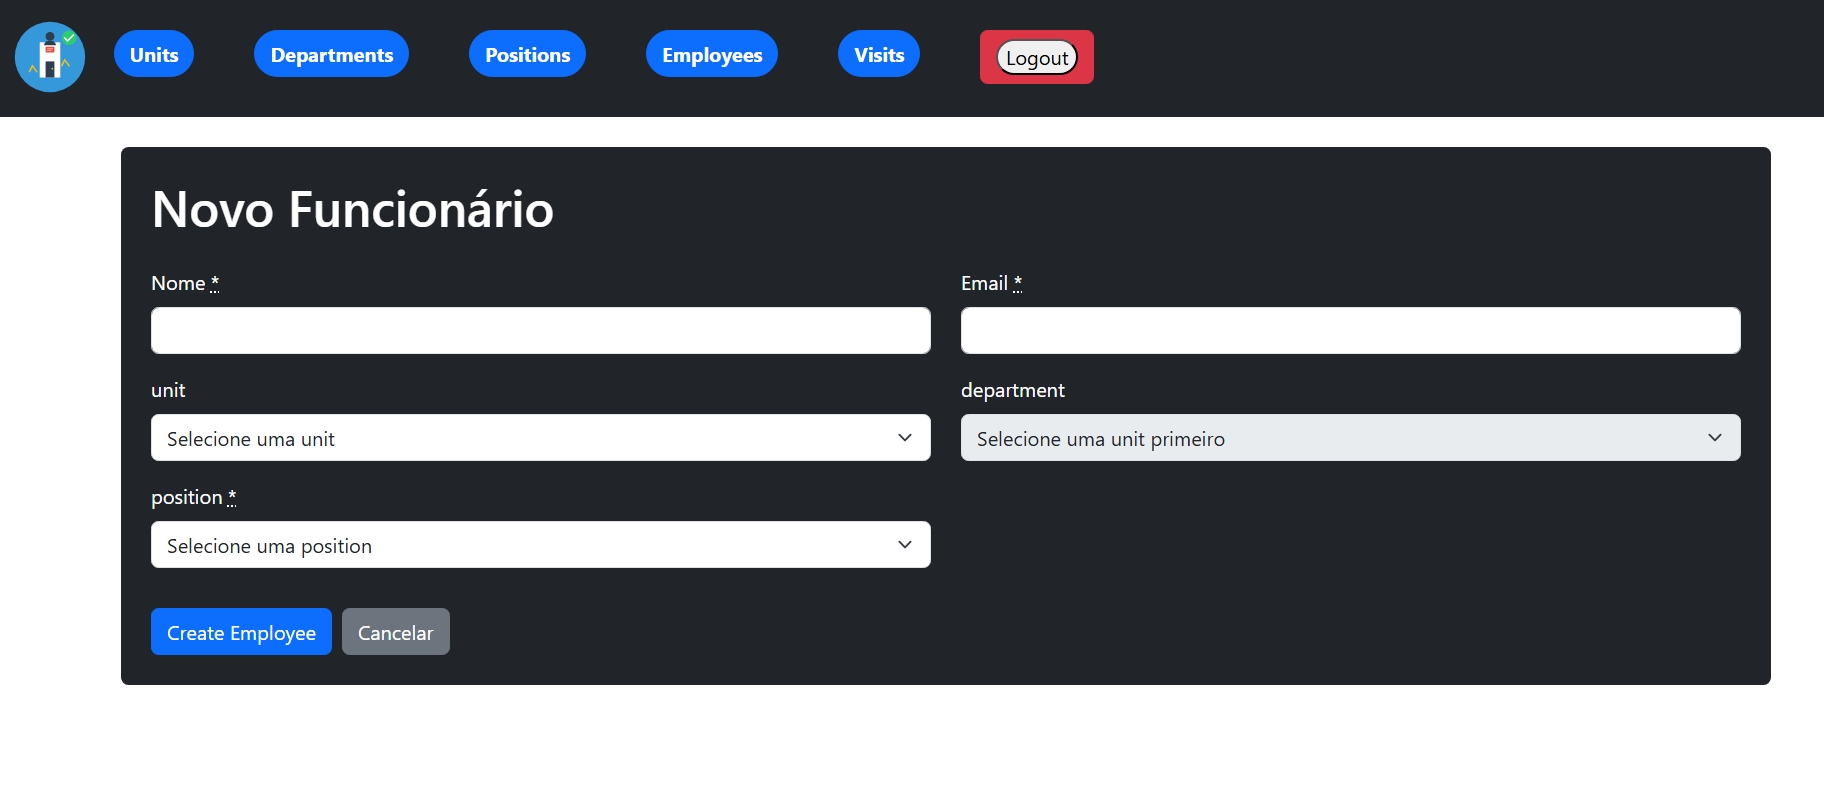 Units Departments Positions Employees Visits Logout
Novo Funcionário
Nome * Email *
unit department
Selecione uma unit Selecione uma unit primeiro
position *
Selecione uma position
Create Employee Cancelar